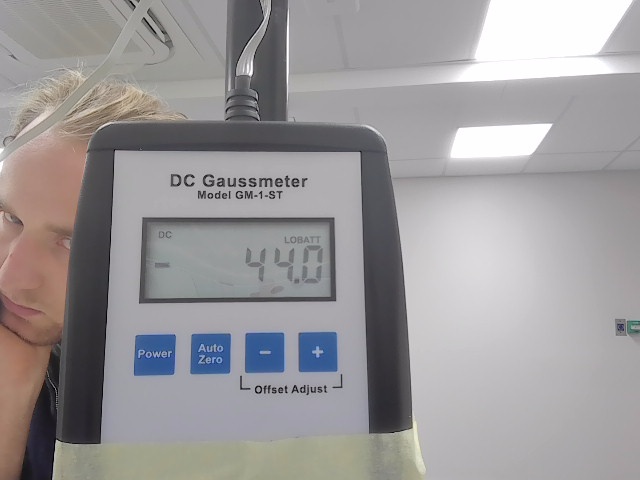 DC Gaussmeter
Model GM-1-ST
DC
LOBATT
- 44.0
Power
Auto
Zero
-
+
Offset Adjust